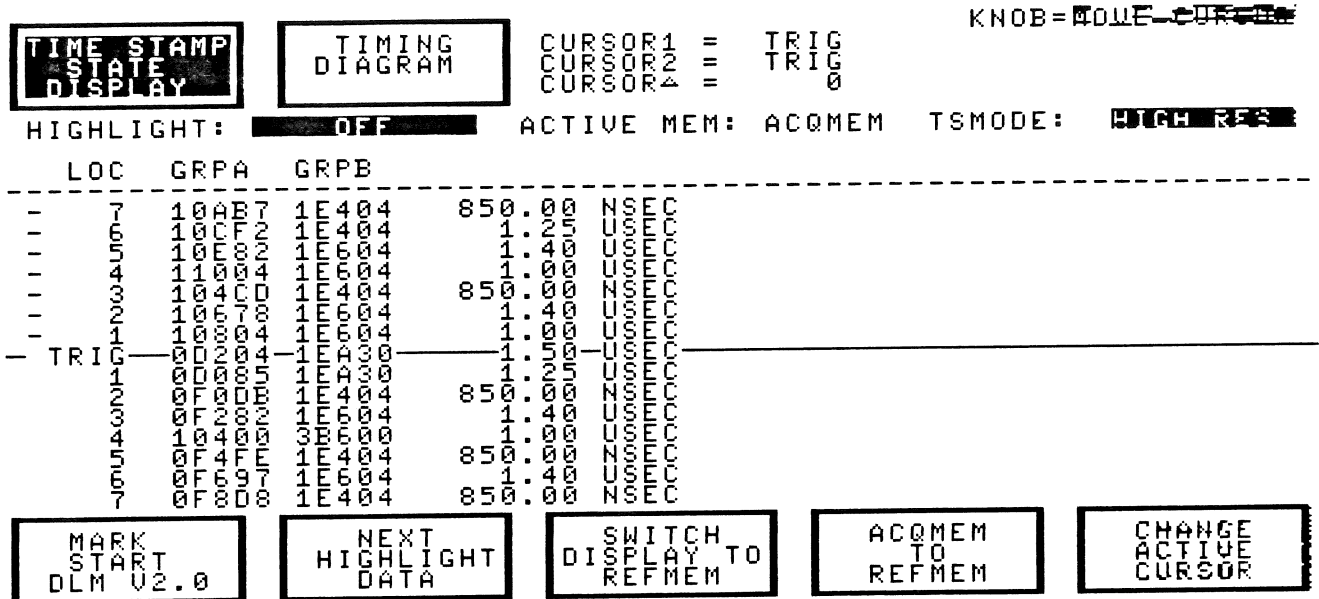 KNOB=MOVE CURSOR
TIME STAMP STATE DISPLAY
TIMING DIAGRAM
CURSOR1 = TRIG
CURSOR2 = TRIG
CURSOR△ = 0
HIGHLIGHT: OFF ACTIVE MEM: ACQMEM TSMODE: HIGH RES
LOC GRPA GRPB
- 7 10AB7 1E404 850.00 NSEC
- 6 10CF2 1E404 1.25 USEC
- 5 10E82 1E604 1.40 USEC
- 4 11004 1E604 1.00 USEC
- 3 104CD 1E404 850.00 NSEC
- 2 10678 1E604 1.40 USEC
- 1 10804 1E604 1.00 USEC
- TRIG 0D204 1EA30 1.50 USEC
1 0D085 1EA30 1.25 USEC
2 0F0DB 1E404 850.00 NSEC
3 0F282 1E604 1.40 USEC
4 10400 3B600 1.00 USEC
5 0F4FE 1E404 850.00 NSEC
6 0F697 1E604 1.40 USEC
7 0F8D8 1E404 850.00 NSEC
MARK START DLM V2.0
NEXT HIGHLIGHT DATA
SWITCH DISPLAY TO REFMEM
ACQMEM TO REFMEM
CHANGE ACTIVE CURSOR